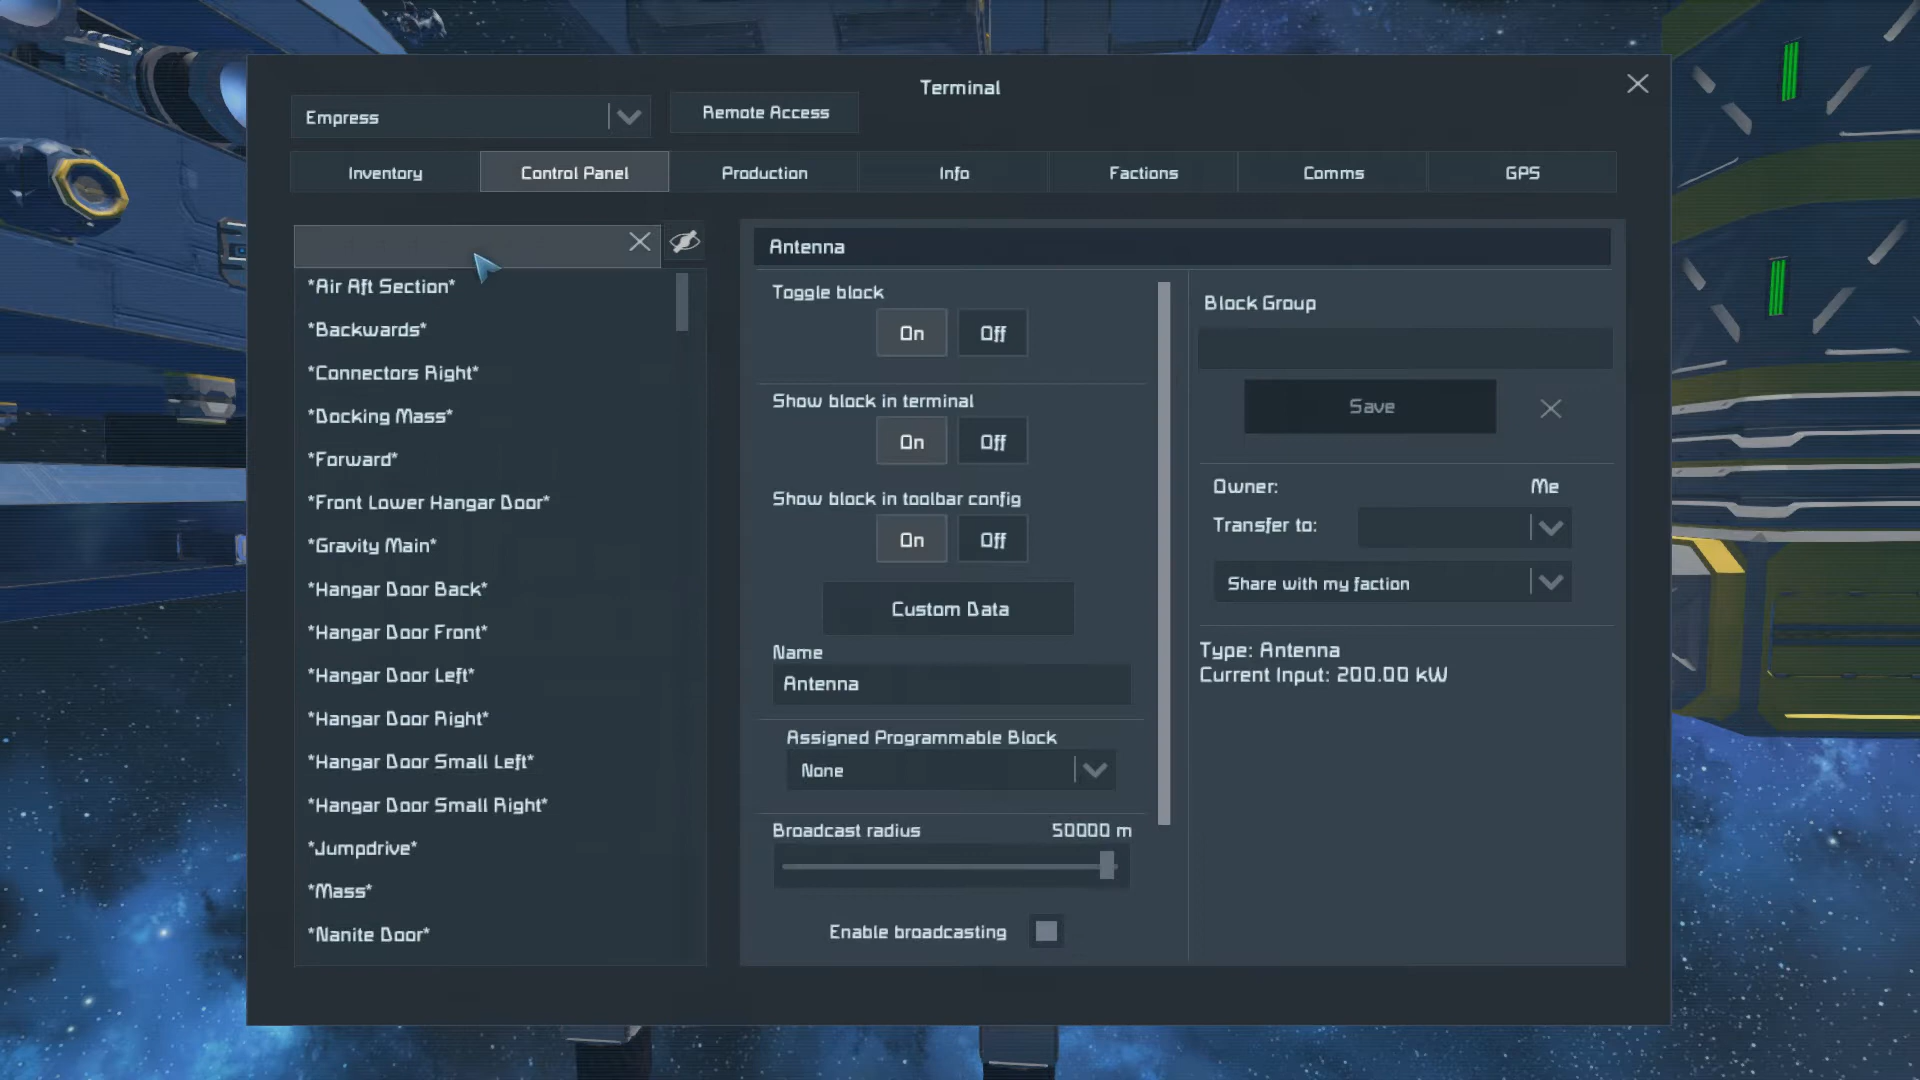 Terminal
Empress
Remote Access
Inventory
Control Panel
Production
Info
Factions
Comms
GPS
*Air Aft Section*
*Backwards*
*Connectors Right*
*Docking Mass*
*Forward*
*Front Lower Hangar Door*
*Gravity Main*
*Hangar Door Back*
*Hangar Door Front*
*Hangar Door Left*
*Hangar Door Right*
*Hangar Door Small Left*
*Hangar Door Small Right*
*Jumpdrive*
*Mass*
*Nanite Door*
Antenna
Toggle block
On Off
Show block in terminal
On Off
Show block in toolbar config
On Off
Custom Data
Name
Antenna
Assigned Programmable Block
None
Broadcast radius 50000 m
Enable broadcasting
Block Group
Save
Owner: Me
Transfer to:
Share with my faction
Type: Antenna
Current Input: 200.00 kW